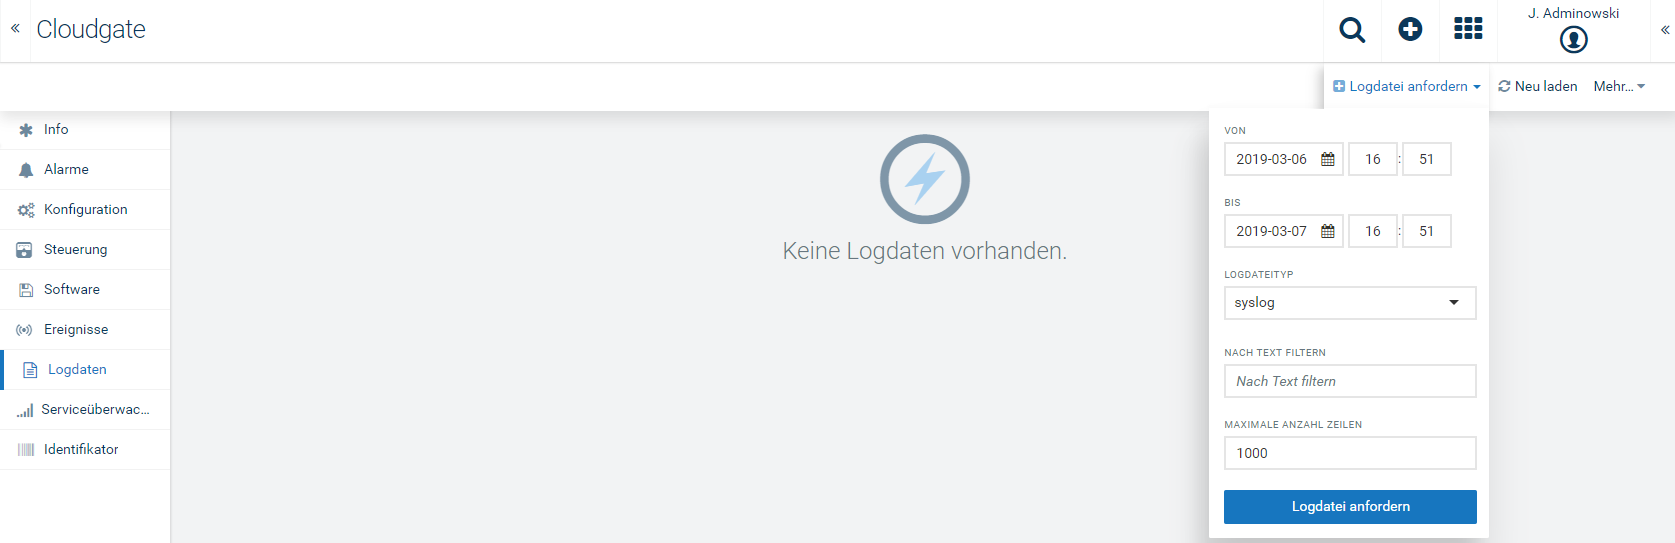 Cloudgate
J. Adminowski
Logdatei anfordern
Neu laden
Mehr...
Info
Alarme
Konfiguration
Steuerung
Software
Ereignisse
Logdaten
Serviceüberwac...
Identifikator
Keine Logdaten vorhanden.
VON
2019-03-06 16 : 51
BIS
2019-03-07 16 : 51
LOGDATEITYP
syslog
NACH TEXT FILTERN
Nach Text filtern
MAXIMALE ANZAHL ZEILEN
1000
Logdatei anfordern